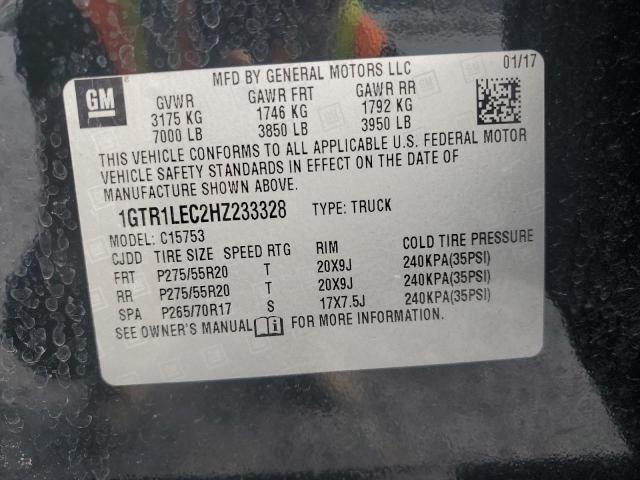 GM
MFD BY GENERAL MOTORS LLC 01/17
GVWR GAWR FRT GAWR RR
3175 KG 1746 KG 1792 KG
7000 LB 3850 LB 3950 LB
THIS VEHICLE CONFORMS TO ALL APPLICABLE U.S. FEDERAL MOTOR
VEHICLE SAFETY STANDARDS IN EFFECT ON THE DATE OF
MANUFACTURE SHOWN ABOVE.
1GTR1LEC2HZ233328 TYPE: TRUCK
MODEL: C15753
CJDD TIRE SIZE SPEED RTG RIM COLD TIRE PRESSURE
FRT P275/55R20 T 20X9J 240KPA(35PSI)
RR P275/55R20 T 20X9J 240KPA(35PSI)
SPA P265/70R17 S 17X7.5J 240KPA(35PSI)
SEE OWNER'S MANUAL FOR MORE INFORMATION.